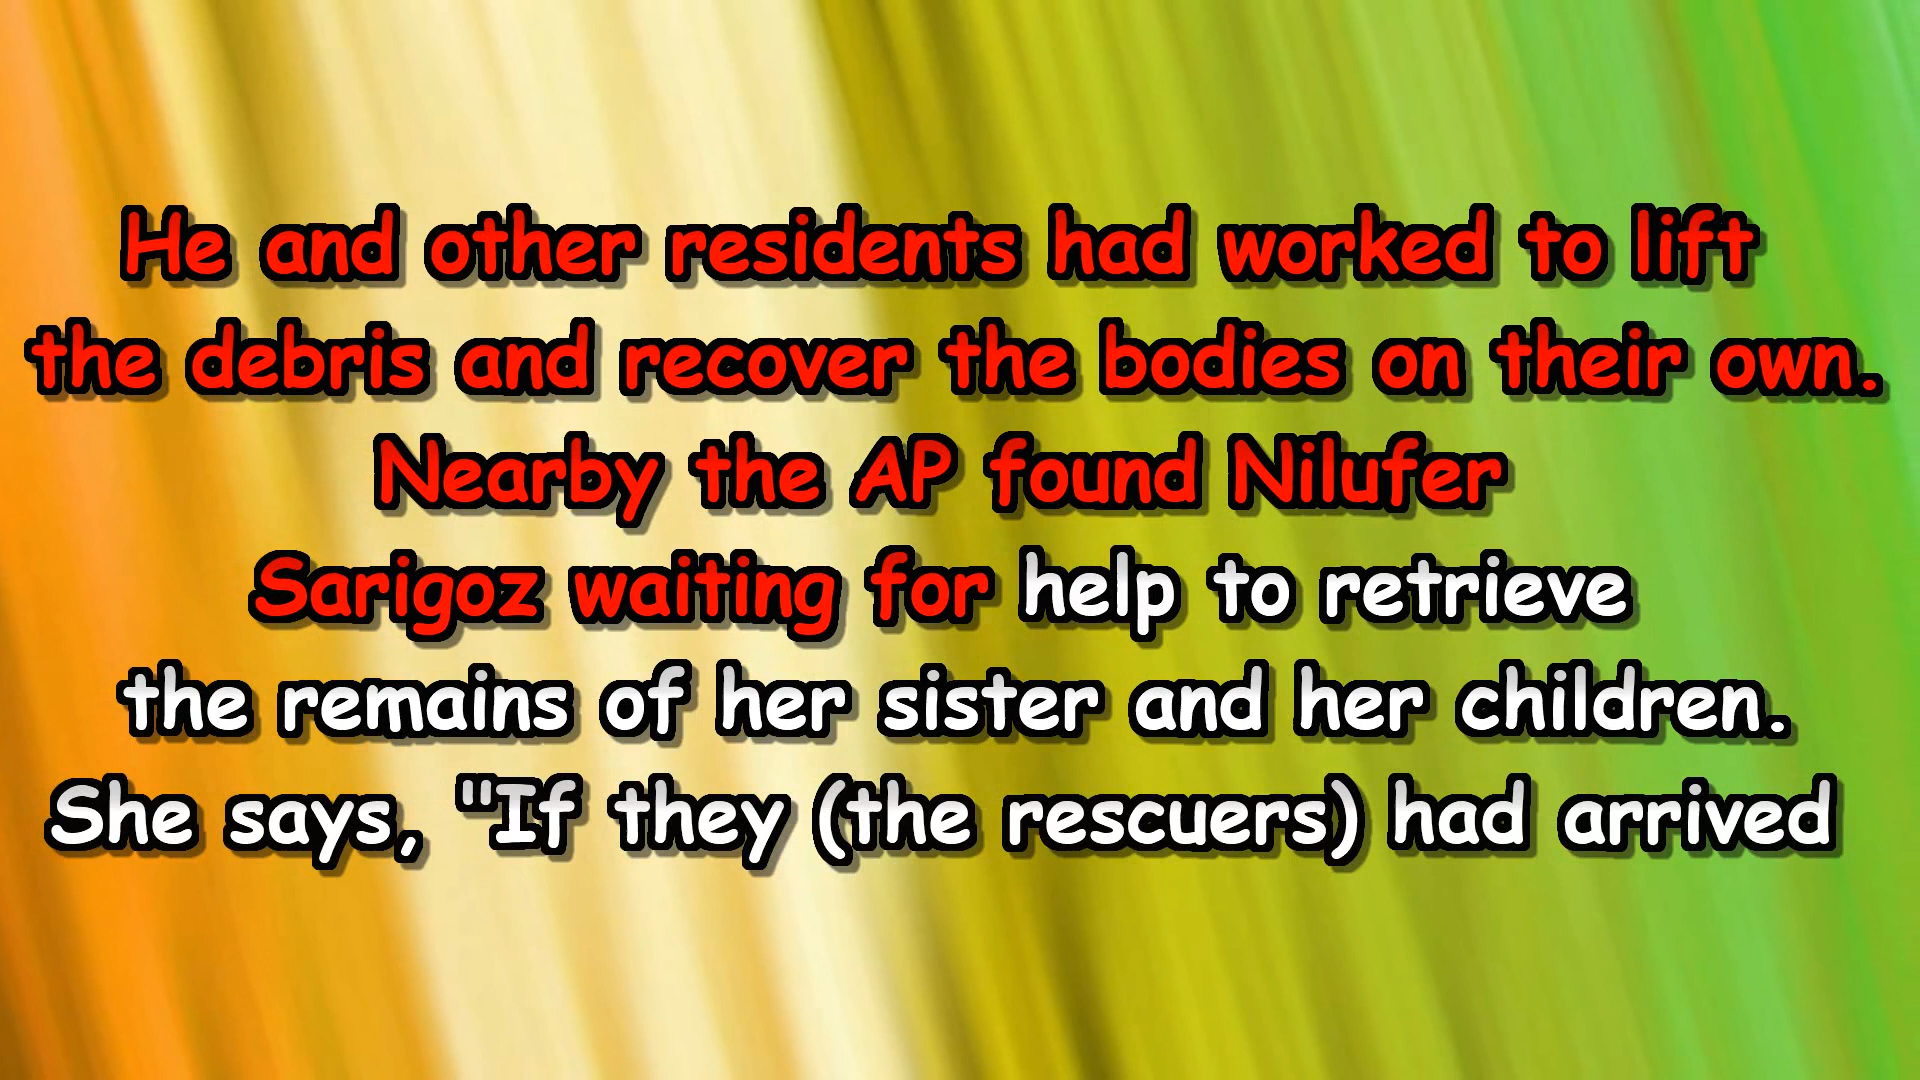 He and other residents had worked to lift
the debris and recover the bodies on their own.
Nearby the AP found Nilufer
Sarigoz waiting for help to retrieve
the remains of her sister and her children.
She says, "If they (the rescuers) had arrived